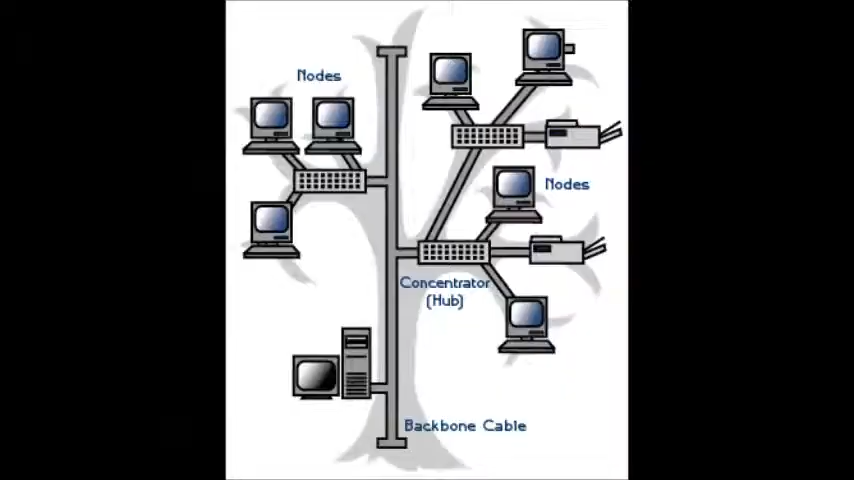 Nodes
Nodes
Concentrator
(Hub)
Backbone Cable